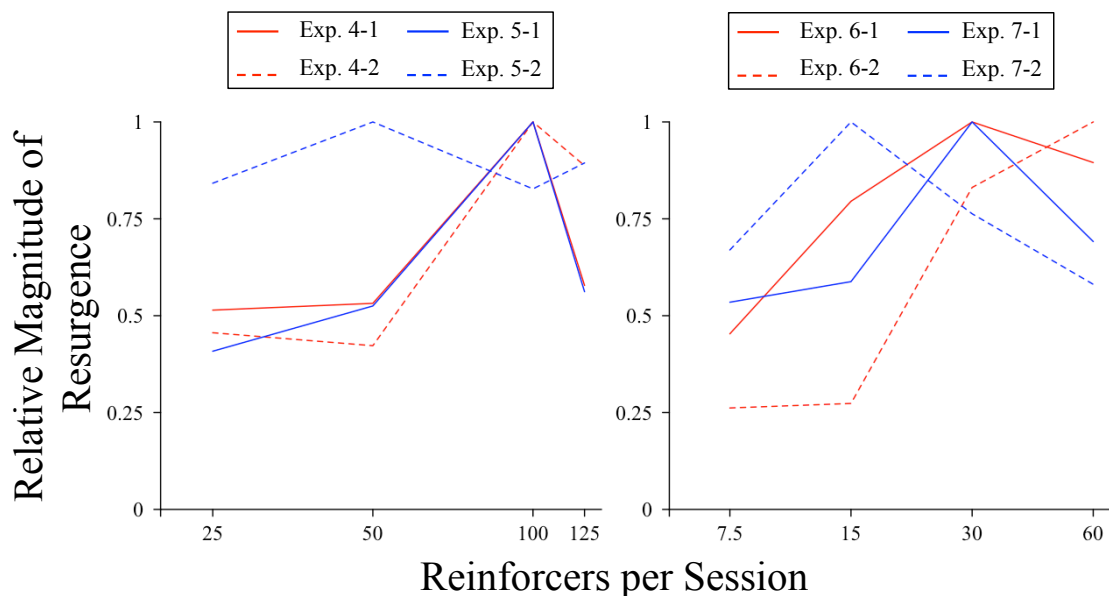 Exp. 4-1 Exp. 5-1
Exp. 4-2 Exp. 5-2
Exp. 6-1 Exp. 7-1
Exp. 6-2 Exp. 7-2
Relative Magnitude of
Resurgence
1
0.75
0.5
0.25
0
25 50 100 125
1
0.75
0.5
0.25
0
7.5 15 30 60
Reinforcers per Session